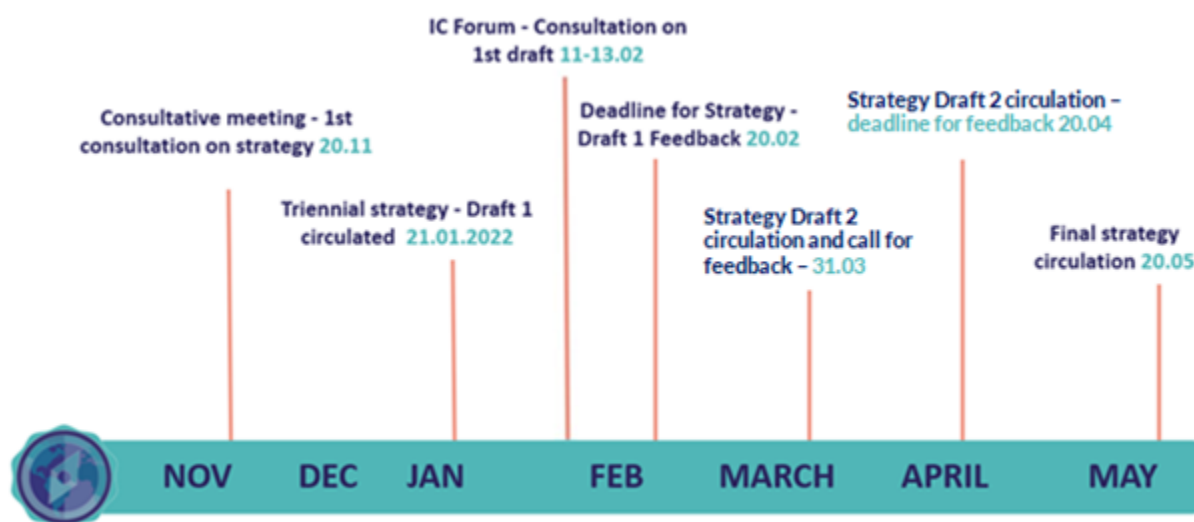 IC Forum - Consultation on
1st draft 11-13.02
Consultative meeting - 1st
consultation on strategy 20.11
Deadline for Strategy -
Draft 1 Feedback 20.02
Strategy Draft 2 circulation –
deadline for feedback 20.04
Triennial strategy - Draft 1
circulated 21.01.2022
Strategy Draft 2
circulation and call for
feedback – 31.03
Final strategy
circulation 20.05
NOV DEC JAN FEB MARCH APRIL MAY